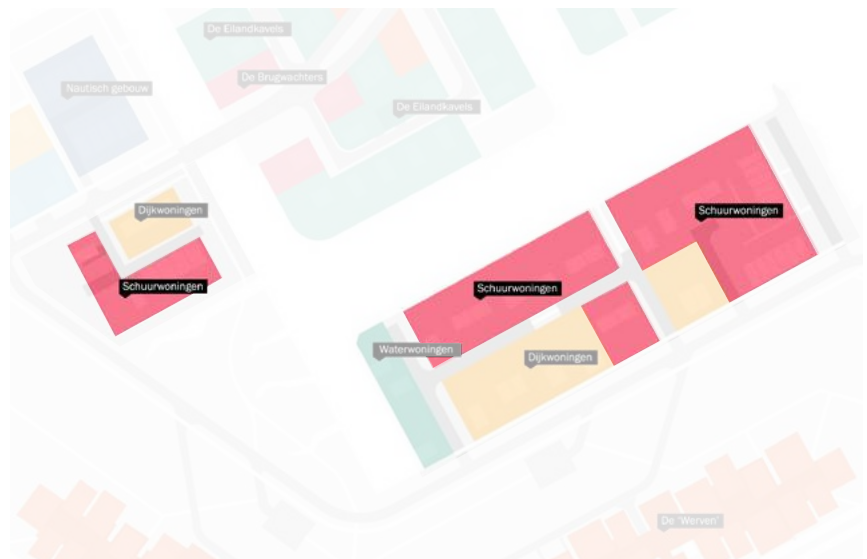 De Eilandkavels
De Brugwachters
Nautisch gebouw
De Eilandkavels
Dijkwoningen
Schuurwoningen
Schuurwoningen
Schuurwoningen
Waterwoningen
Dijkwoningen
De 'Werven'